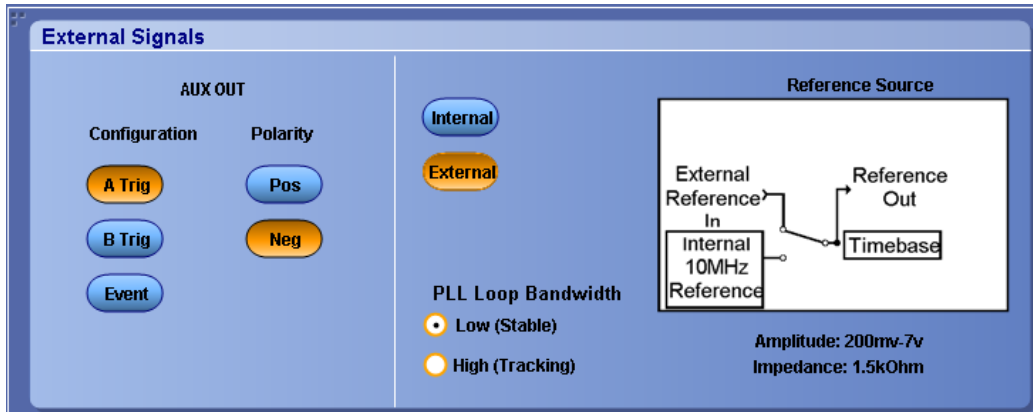 External Signals
AUX OUT
Configuration
Polarity
A Trig
Pos
B Trig
Neg
Event
Internal
External
PLL Loop Bandwidth
Low (Stable)
High (Tracking)
Reference Source
External
Reference
In
Internal
10MHz
Reference
Reference
Out
Timebase
Amplitude: 200mv-7v
Impedance: 1.5kOhm